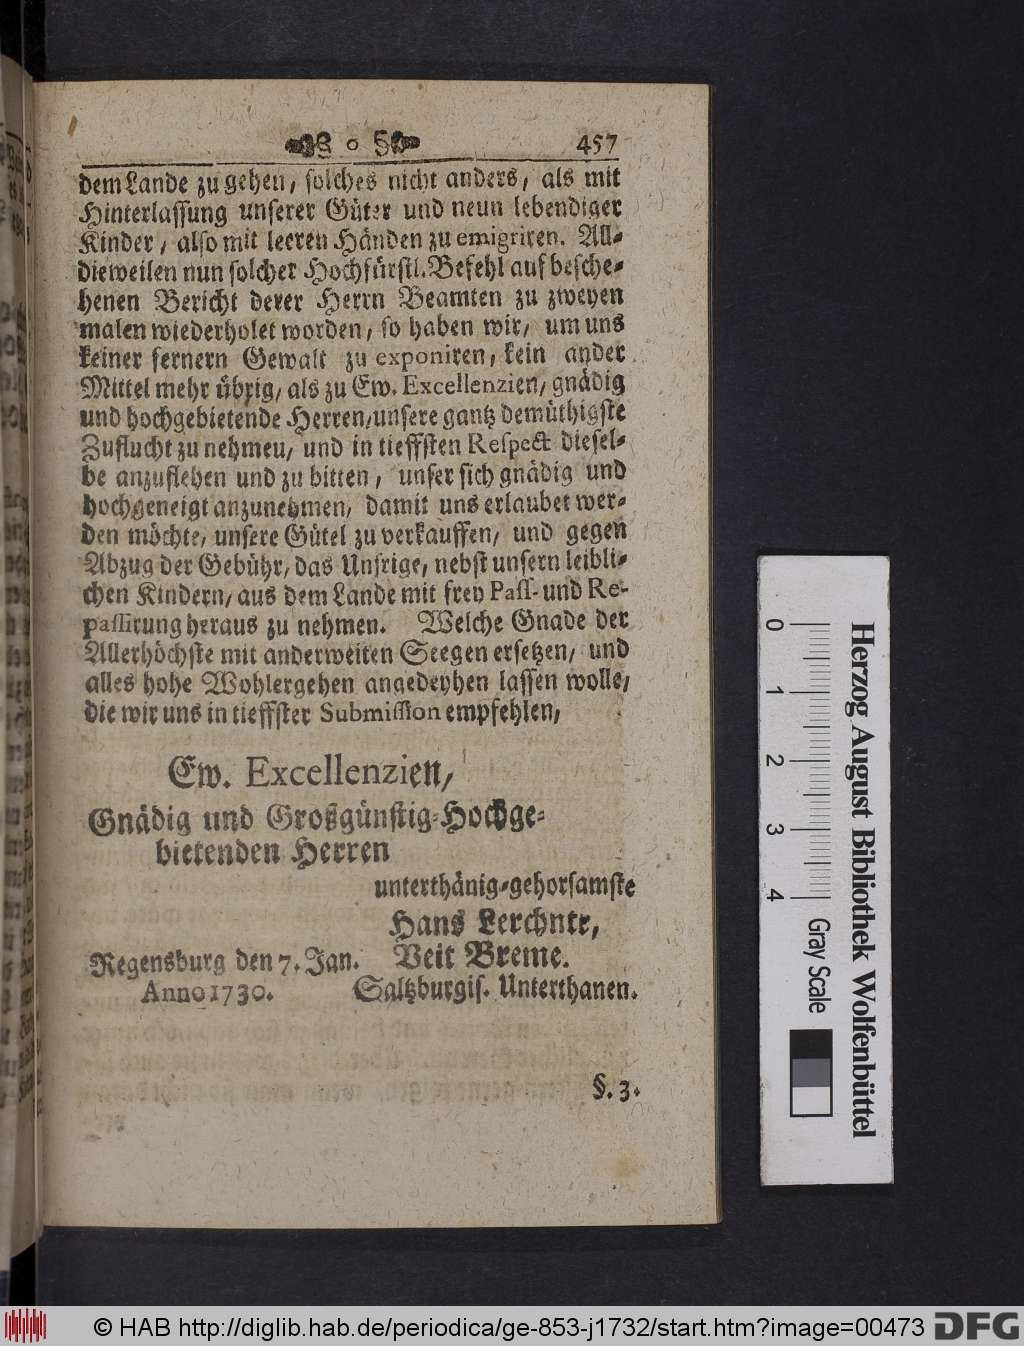 457
dem Lande zu gehen, solches nicht anders, als mit
Hinterlassung unserer Güter und neun lebendiger
Kinder, also mit leeren Händen zu emigriren. All-
dieweilen nun solcher Hochfürstl. Befehl auf besche-
henen Bericht derer Herrn Beamten zu zweyen
malen wiederholet worden, so haben wir, um uns
keiner fernern Gewalt zu exponiren, kein ander
Mittel mehr übrig, als zu Ew. Excellenzien, gnädig
und hochgebietende Herren, unsere gantz demüthigste
Zuflucht zu nehmeu, und in tieffsten Respect diesel-
be anzuflehen und zu bitten, unser sich gnädig und
hochgeneigt anzunehmen, damit uns erlaubet wer-
den möchte, unsere Gütel zu verkauffen, und gegen
Abzug der Gebühr, das Unsrige, nebst unsern leibli-
chen Kindern, aus dem Lande mit frey Pass- und Re-
passirung heraus zu nehmen. Welche Gnade der
Allerhöchste mit anderweiten Seegen ersetzen, und
alles hohe Wohlergehen angedeyhen lassen wolle,
die wir uns in tieffster Submission empfehlen,
Ew. Excellenzien,
Gnädig und Großgünstig-Hochge-
bietenden Herren
unterthänig-gehorsamste
Hans Lerchntr,
Regensburg den 7. Jan. Veit Breme.
Anno 1730. Saltzburgis. Unterthanen.
§. 3.
0 1 2 3 4
Gray Scale
Herzog August Bibliothek Wolfenbüttel
© HAB http://diglib.hab.de/periodica/ge-853-j1732/start.htm?image=00473
DFG